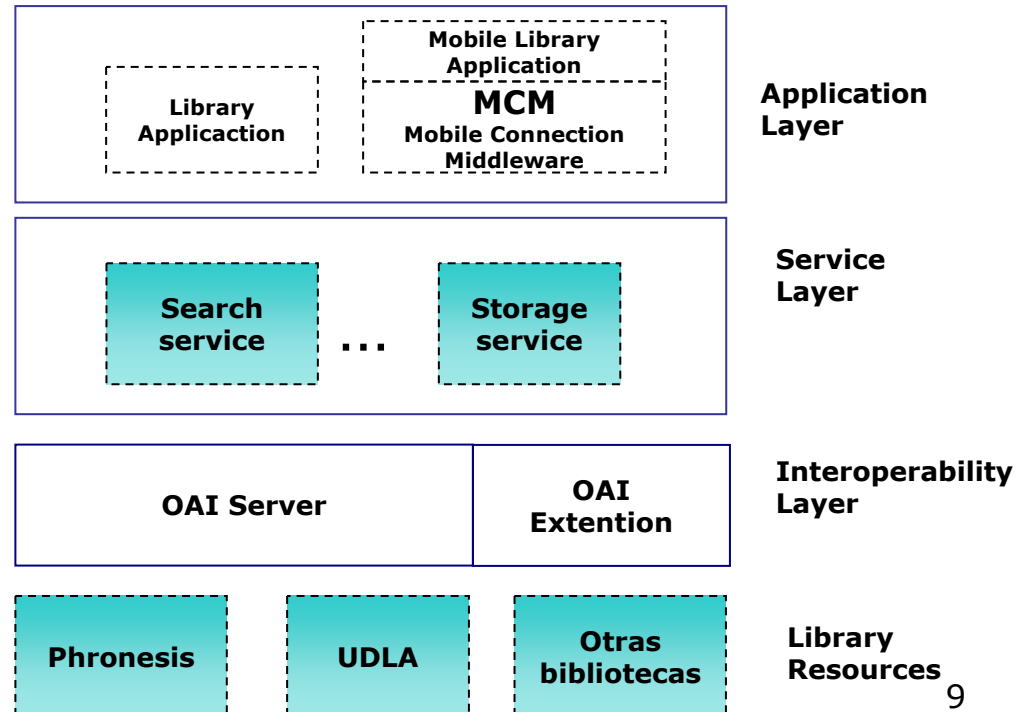 Mobile Library
Application
Library
Applicaction
MCM
Mobile Connection
Middleware
Application
Layer
Search
service
...
Storage
service
Service
Layer
OAI Server
OAI
Extention
Interoperability
Layer
Phronesis
UDLA
Otras
bibliotecas
Library
Resources
9